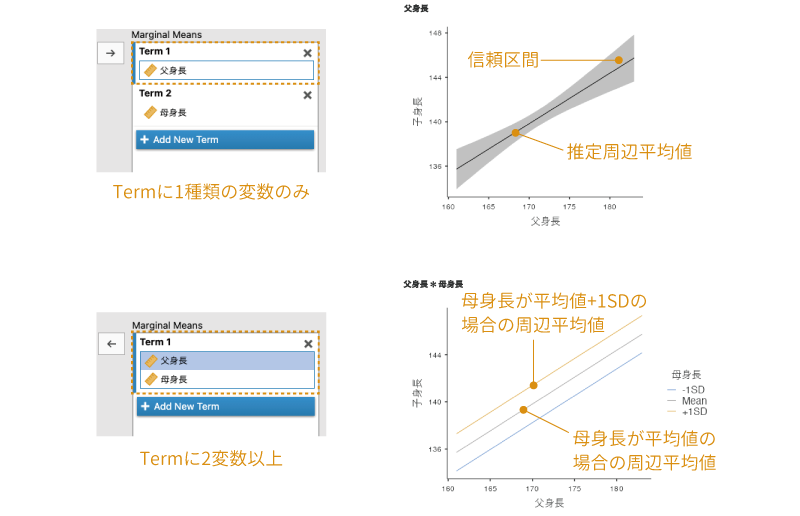 Marginal Means
Term 1
父身長
Term 2
母身長
Add New Term
Termに1種類の変数のみ
父身長
148
144
140
136
子身長
160 165 170 175 180
父身長
信頼区間
推定周辺平均値
Marginal Means
Term 1
父身長
母身長
Add New Term
Termに2変数以上
父身長 * 母身長
母身長が平均値+1SDの
場合の周辺平均値
144
140
136
子身長
160 165 170 175 180
父身長
母身長
-1SD
Mean
+1SD
母身長が平均値の
場合の周辺平均値